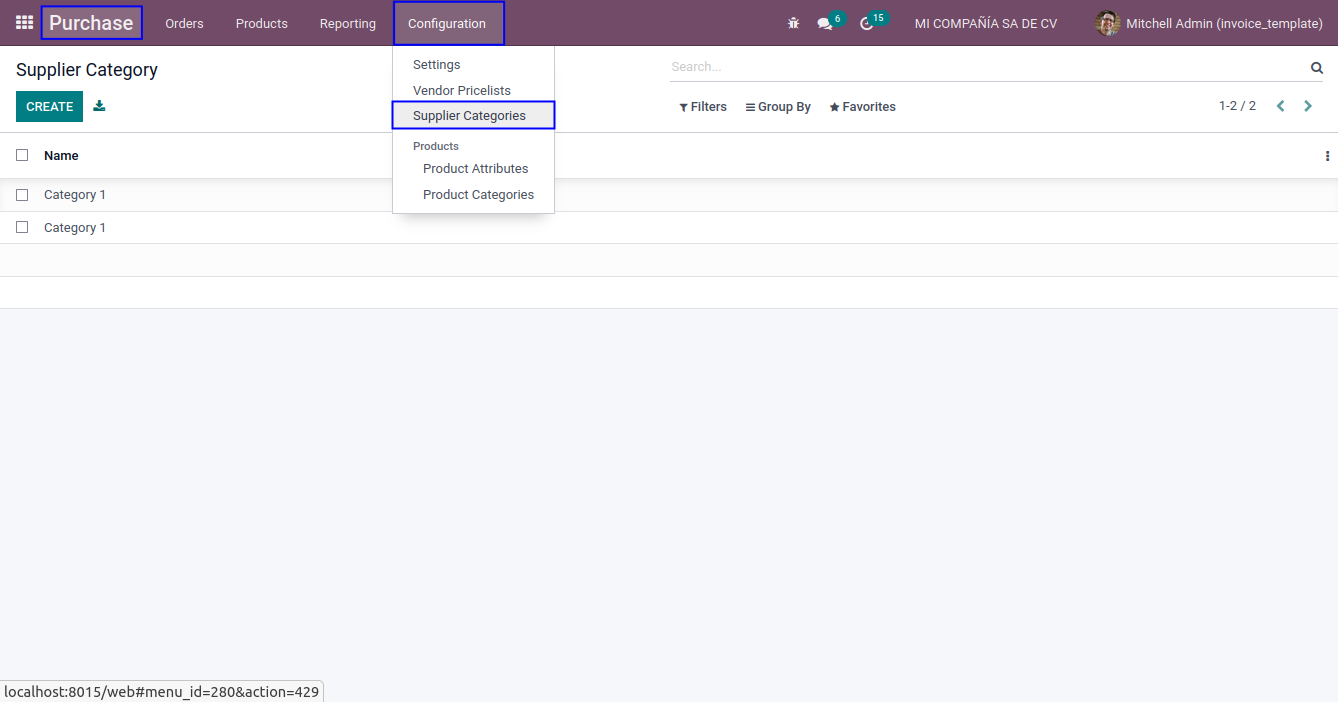 Purchase Orders Products Reporting Configuration 6 15 MI COMPAÑÍA SA DE CV Mitchell Admin (invoice_template)
Supplier Category
Search...
CREATE
Filters Group By Favorites 1-2 / 2
Settings
Vendor Pricelists
Supplier Categories
Products
Product Attributes
Product Categories
Name
Category 1
Category 1
localhost:8015/web#menu_id=280&action=429